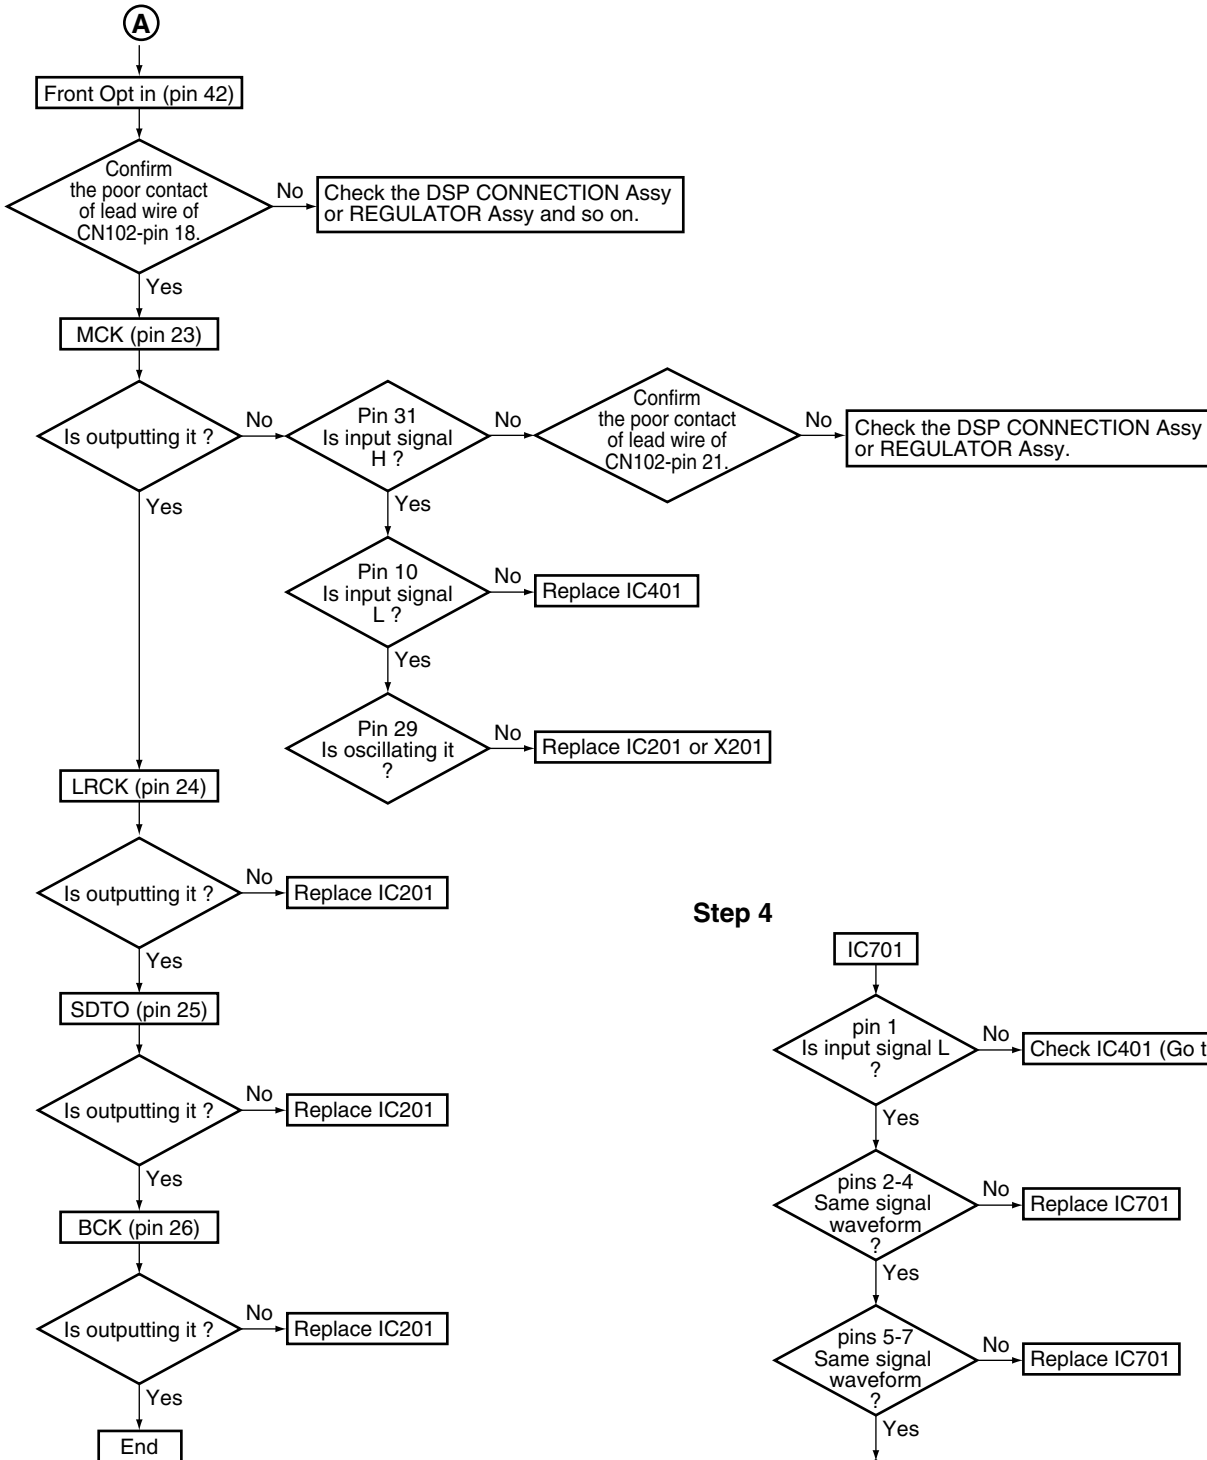 A
Front Opt in (pin 42)
Confirm
the poor contact
of lead wire of
CN102-pin 18.
No
Check the DSP CONNECTION Assy
or REGULATOR Assy and so on.
Yes
MCK (pin 23)
Is outputting it ?
No
Pin 31
Is input signal
H ?
No
Confirm
the poor contact
of lead wire of
CN102-pin 21.
No
Check the DSP CONNECTION Assy
or REGULATOR Assy.
Yes
Yes
Pin 10
Is input signal
L ?
No
Replace IC401
Yes
Pin 29
Is oscillating it
?
No
Replace IC201 or X201
LRCK (pin 24)
Is outputting it ?
No
Replace IC201
Yes
SDTO (pin 25)
Is outputting it ?
No
Replace IC201
Yes
BCK (pin 26)
Is outputting it ?
No
Replace IC201
Yes
End
Step 4
IC701
pin 1
Is input signal L
?
No
Check IC401 (Go t
Yes
pins 2-4
Same signal
waveform
?
No
Replace IC701
Yes
pins 5-7
Same signal
waveform
?
No
Replace IC701
Yes